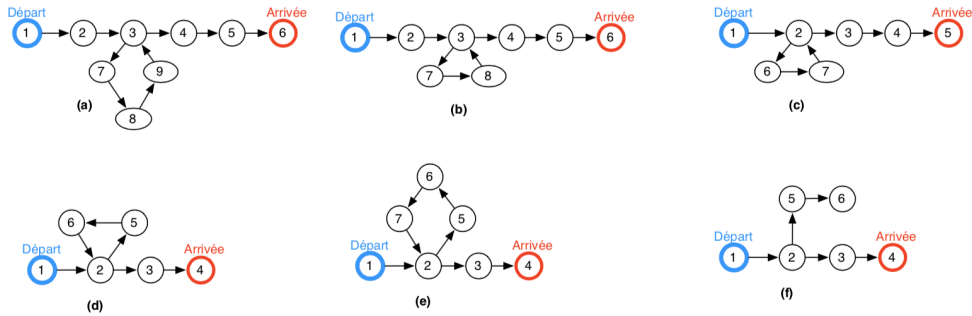 Départ
Arrivée
1 2 3 4 5 6
7 9
8
(a)
Départ
Arrivée
1 2 3 4 5 6
7 8
(b)
Départ
Arrivée
1 2 3 4 5
6 7
(c)
6 5
Départ
Arrivée
1 2 3 4
(d)
6
7 5
Départ
Arrivée
1 2 3 4
(e)
5 6
Départ
Arrivée
1 2 3 4
(f)